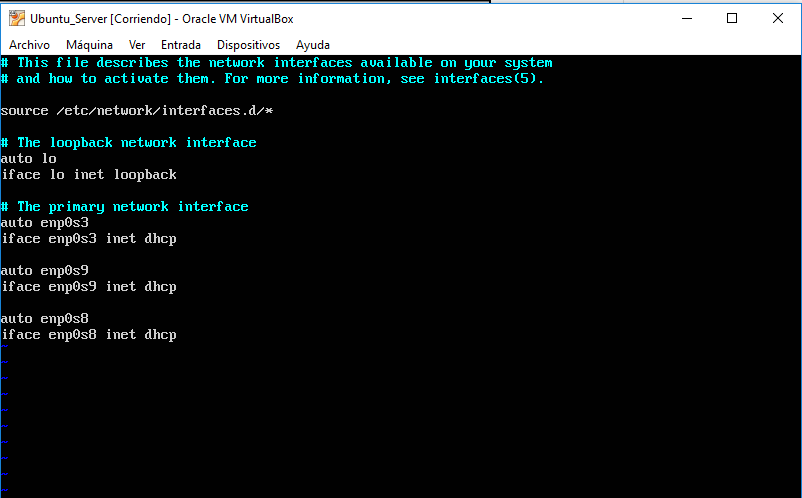 Ubuntu_Server [Corriendo] - Oracle VM VirtualBox
Archivo Máquina Ver Entrada Dispositivos Ayuda
# This file describes the network interfaces available on your system
# and how to activate them. For more information, see interfaces(5).
source /etc/network/interfaces.d/*
# The loopback network interface
auto lo
iface lo inet loopback
# The primary network interface
auto enp0s3
iface enp0s3 inet dhcp
auto enp0s9
iface enp0s9 inet dhcp
auto enp0s8
iface enp0s8 inet dhcp
~
~
~
~
~
~
~
~
~
~